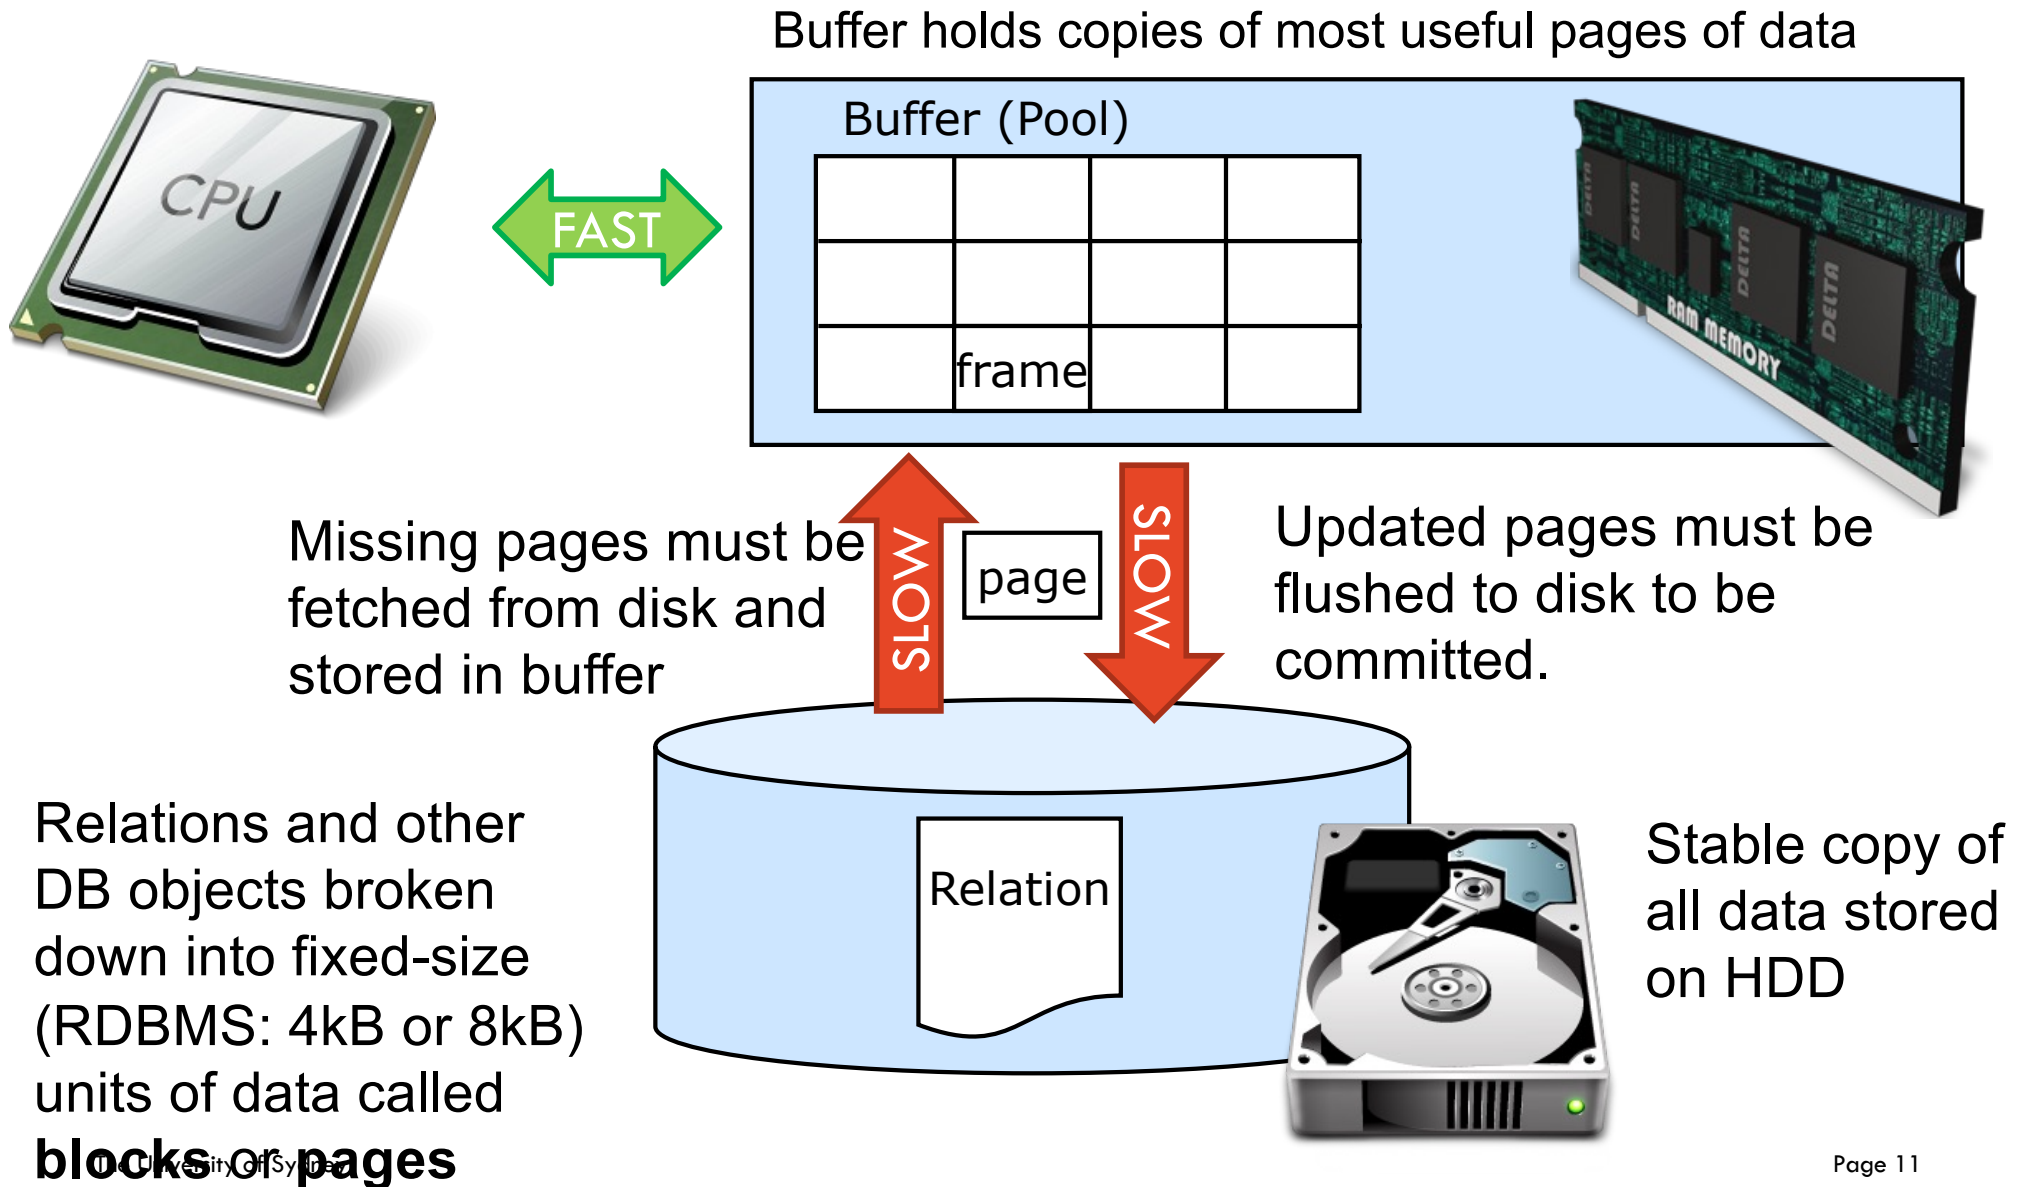 Buffer holds copies of most useful pages of data
Buffer (Pool)
CPU
FAST
DELTA
DELTA
DELTA
DELTA
RAM MEMORY
frame
Missing pages must be
fetched from disk and
stored in buffer
SLOW
page
SLOW
Updated pages must be
flushed to disk to be
committed.
Relations and other
DB objects broken
down into fixed-size
(RDBMS: 4kB or 8kB)
units of data called
blocks or pages
Relation
Stable copy of
all data stored
on HDD
The University of Sydney
Page 11